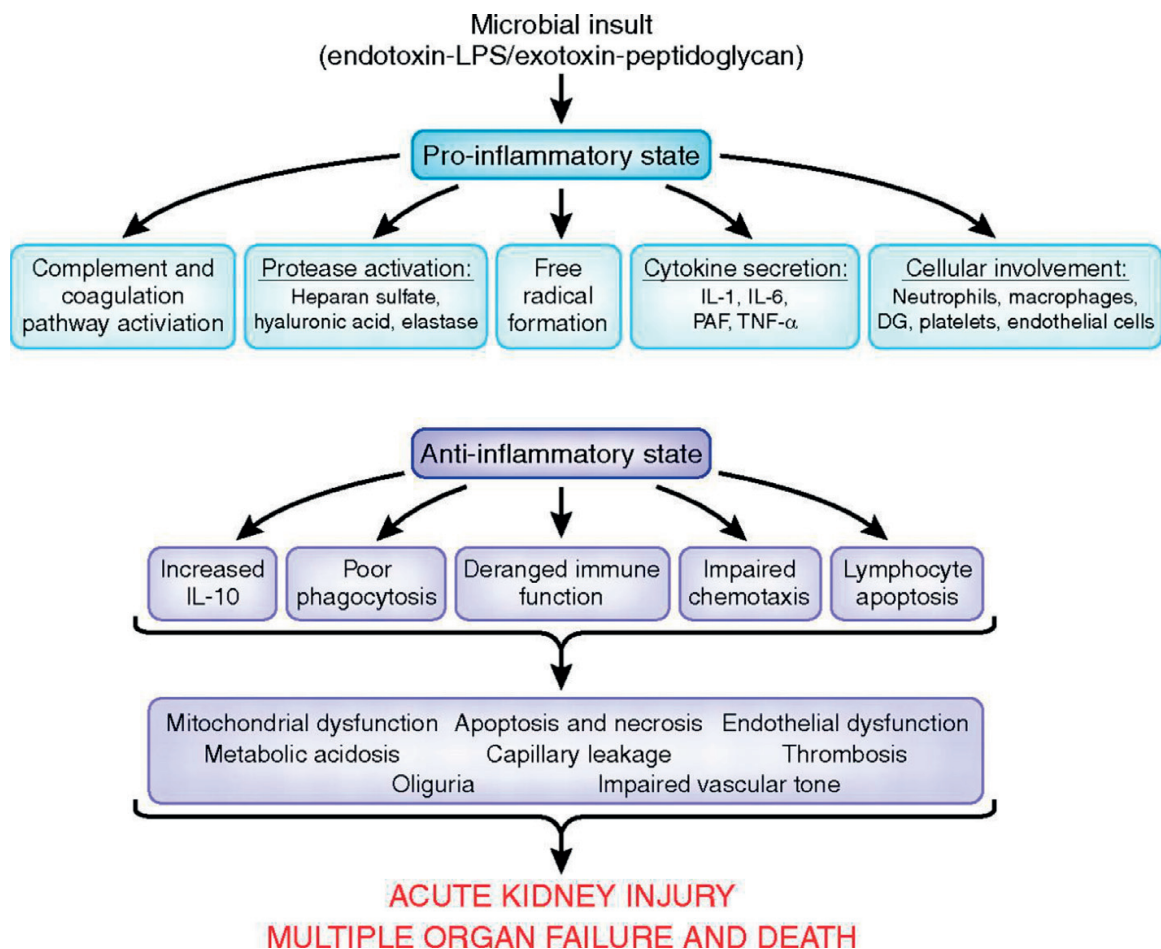 Microbial insult
(endotoxin-LPS/exotoxin-peptidoglycan)
Pro-inflammatory state
Complement and
coagulation
pathway activiation
Protease activation:
Heparan sulfate,
hyaluronic acid, elastase
Free
radical
formation
Cytokine secretion:
IL-1, IL-6,
PAF, TNF-α
Cellular involvement:
Neutrophils, macrophages,
DG, platelets, endothelial cells
Anti-inflammatory state
Increased
IL-10
Poor
phagocytosis
Deranged immune
function
Impaired
chemotaxis
Lymphocyte
apoptosis
Mitochondrial dysfunction Apoptosis and necrosis Endothelial dysfunction
Metabolic acidosis Capillary leakage Thrombosis
Oliguria Impaired vascular tone
ACUTE KIDNEY INJURY
MULTIPLE ORGAN FAILURE AND DEATH